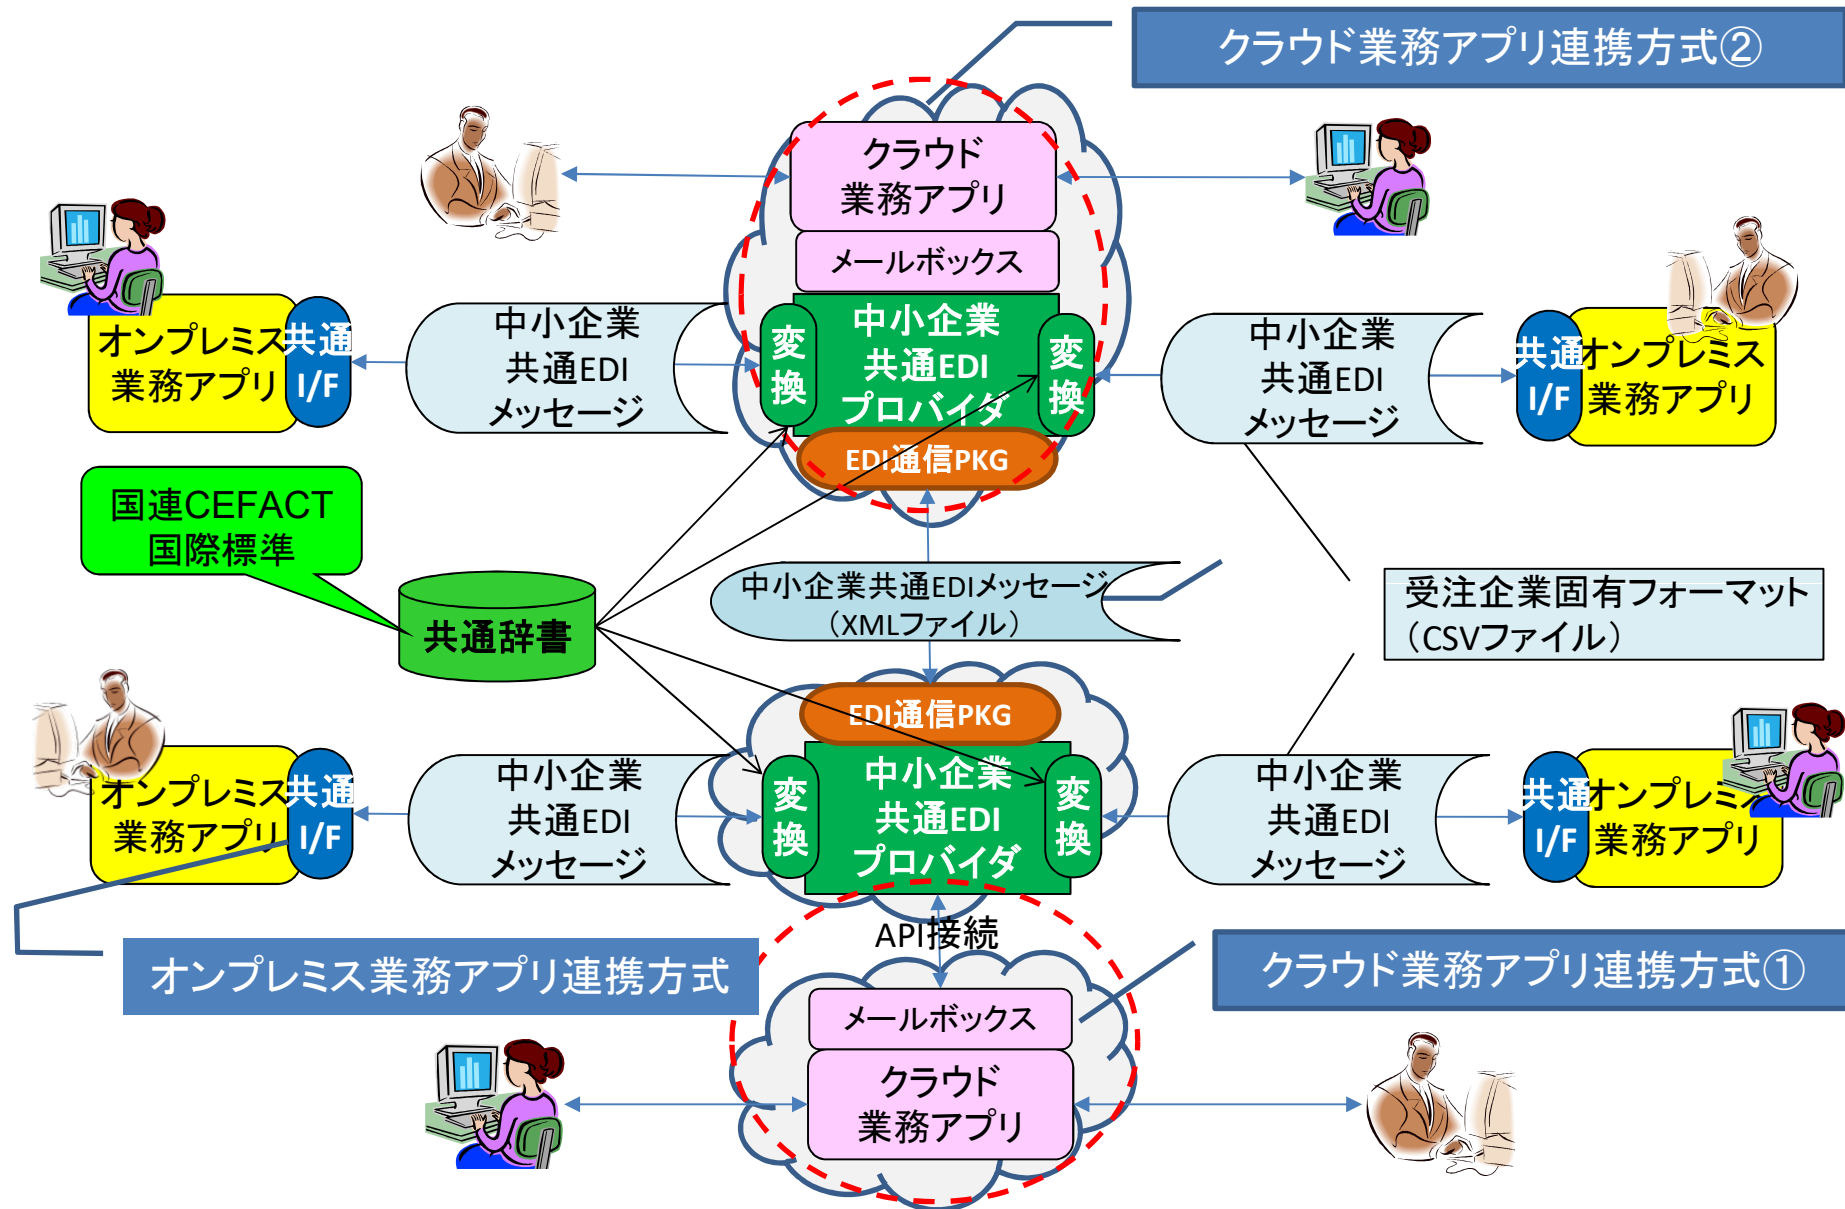 クラウド業務アプリ連携方式②
クラウド
業務アプリ
メールボックス
オンプレミス
業務アプリ
共通
I/F
中小企業
共通EDI
メッセージ
変
換
中小企業
共通EDI
プロバイダ
変
換
中小企業
共通EDI
メッセージ
共通
I/F
オンプレミス
業務アプリ
EDI通信PKG
国連CEFACT
国際標準
共通辞書
中小企業共通EDIメッセージ
（XMLファイル）
受注企業固有フォーマット
（CSVファイル）
EDI通信PKG
オンプレミス
業務アプリ
共通
I/F
中小企業
共通EDI
メッセージ
変
換
中小企業
共通EDI
プロバイダ
変
換
中小企業
共通EDI
メッセージ
共通
I/F
オンプレミス
業務アプリ
API接続
オンプレミス業務アプリ連携方式
クラウド業務アプリ連携方式①
メールボックス
クラウド
業務アプリ